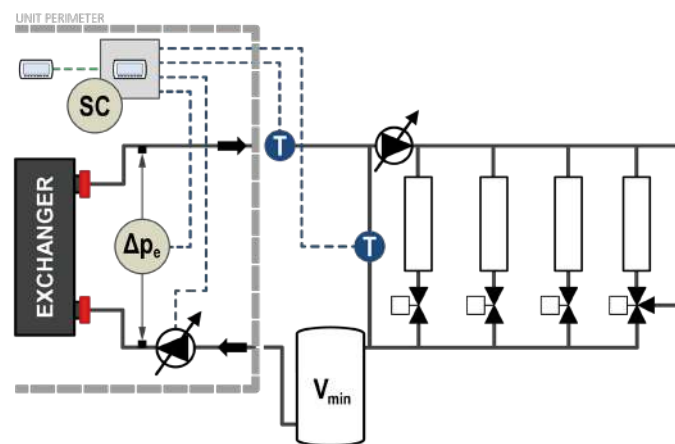 UNIT PERIMETER
SC
T
T
EXCHANGER
Δpe
Vmin